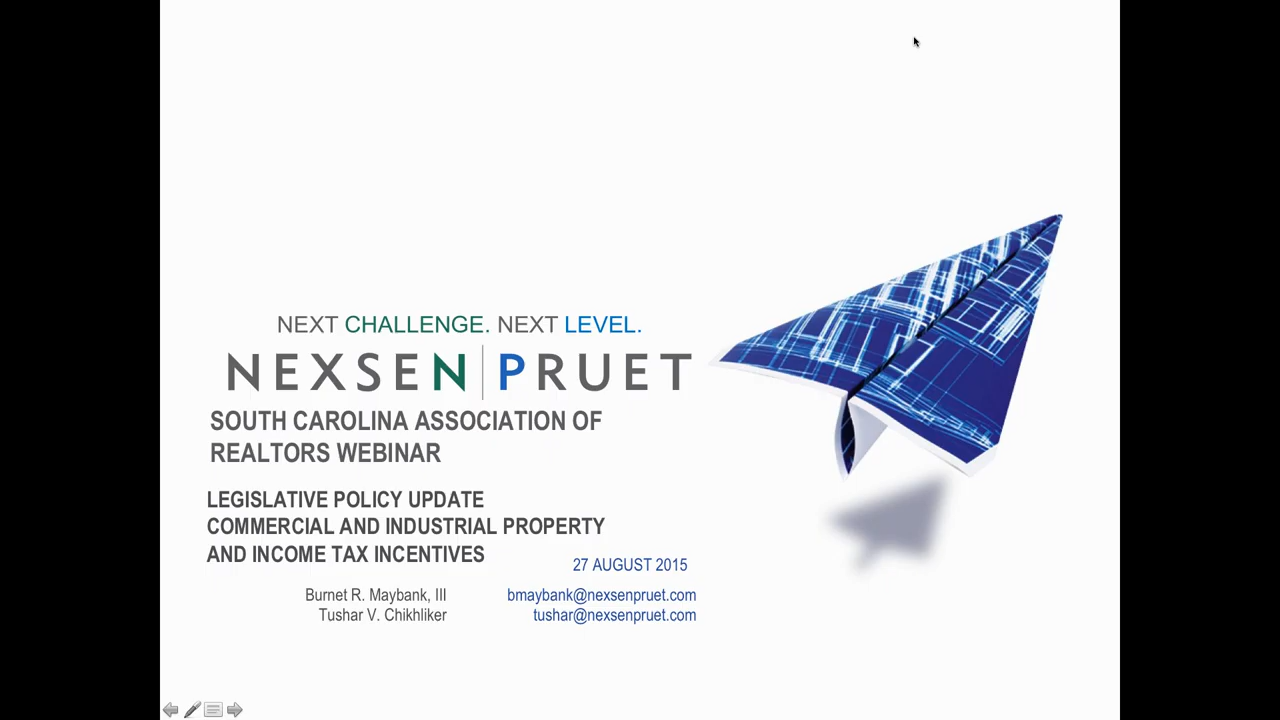 NEXT CHALLENGE. NEXT LEVEL.
NEXSEN PRUET
SOUTH CAROLINA ASSOCIATION OF
REALTORS WEBINAR
LEGISLATIVE POLICY UPDATE
COMMERCIAL AND INDUSTRIAL PROPERTY
AND INCOME TAX INCENTIVES
27 AUGUST 2015
Burnet R. Maybank, III bmaybank@nexsenpruet.com
Tushar V. Chikhliker tushar@nexsenpruet.com